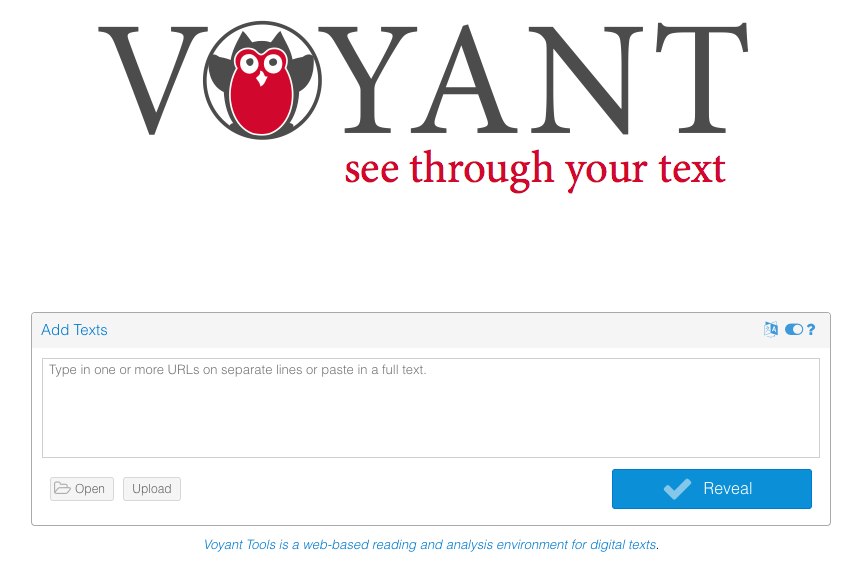 VOYANT
see through your text
Add Texts ?
Type in one or more URLs on separate lines or paste in a full text.
Open Upload Reveal
Voyant Tools is a web-based reading and analysis environment for digital texts.